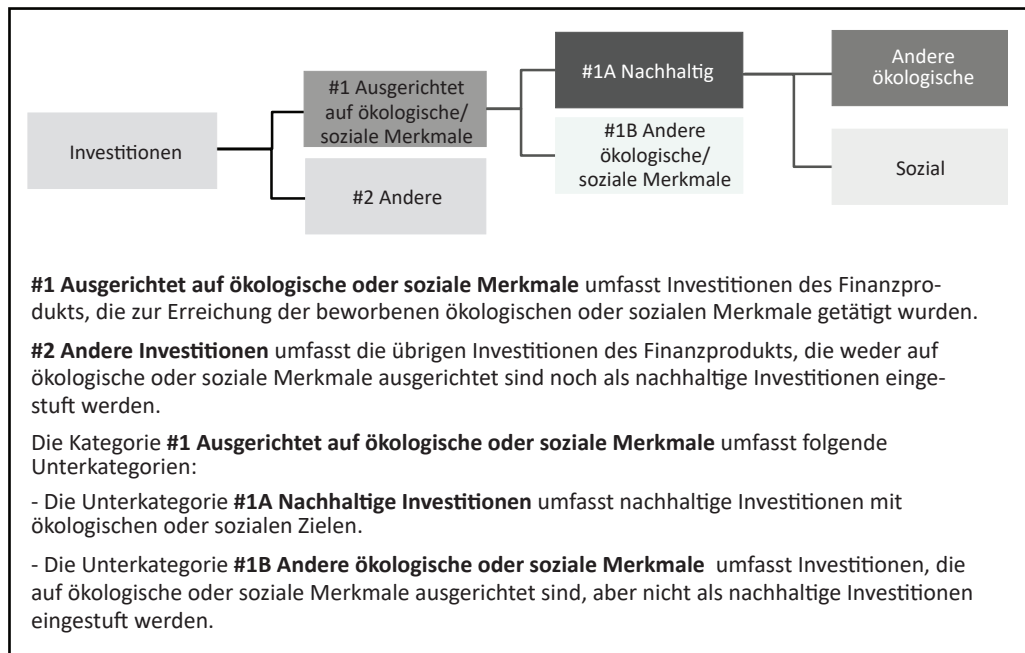 Investitionen
#1 Ausgerichtet
auf ökologische/
soziale Merkmale
#2 Andere
#1A Nachhaltig
#1B Andere
ökologische/
soziale Merkmale
Andere
ökologische
Sozial
#1 Ausgerichtet auf ökologische oder soziale Merkmale umfasst Investitionen des Finanzpro-
dukts, die zur Erreichung der beworbenen ökologischen oder sozialen Merkmale getätigt wurden.
#2 Andere Investitionen umfasst die übrigen Investitionen des Finanzprodukts, die weder auf
ökologische oder soziale Merkmale ausgerichtet sind noch als nachhaltige Investitionen einge-
stuft werden.
Die Kategorie #1 Ausgerichtet auf ökologische oder soziale Merkmale umfasst folgende
Unterkategorien:
- Die Unterkategorie #1A Nachhaltige Investitionen umfasst nachhaltige Investitionen mit
ökologischen oder sozialen Zielen.
- Die Unterkategorie #1B Andere ökologische oder soziale Merkmale umfasst Investitionen, die
auf ökologische oder soziale Merkmale ausgerichtet sind, aber nicht als nachhaltige Investitionen
eingestuft werden.